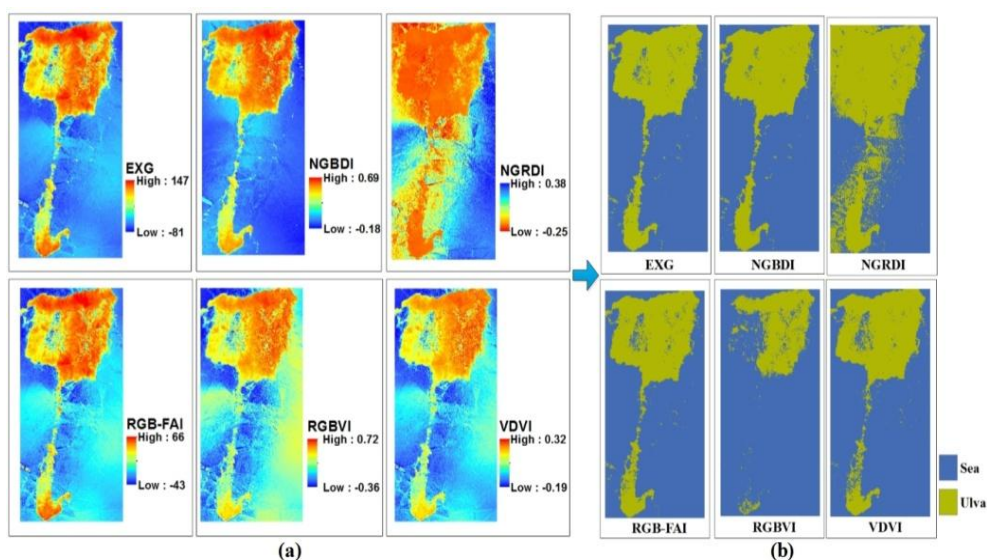 EXG
High : 147
Low : -81
NGBDI
High : 0.69
Low : -0.18
NGRDI
High : 0.38
Low : -0.25
RGB-FAI
High : 66
Low : -43
RGBVI
High : 0.72
Low : -0.36
VDVI
High : 0.32
Low : -0.19
(a)
EXG
NGBDI
NGRDI
RGB-FAI
RGBVI
VDVI
Sea
Ulva
(b)